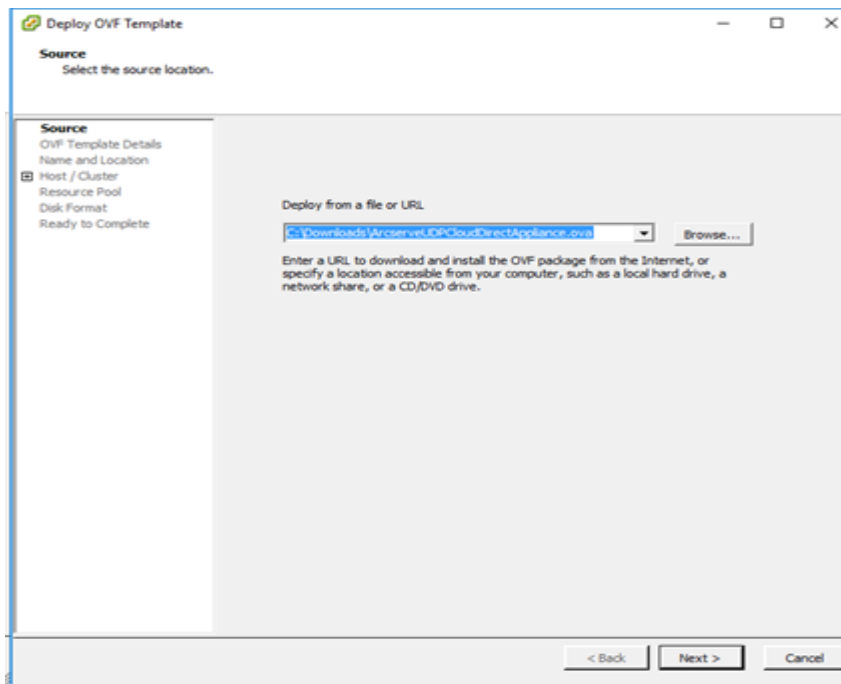 Deploy OVF Template
Source
Select the source location.
Source
OVF Template Details
Name and Location
Host / Cluster
Resource Pool
Disk Format
Ready to Complete
Deploy from a file or URL
C:\Downloads\ArcserveUDPCloudDirectAppliance.ova
Browse...
Enter a URL to download and install the OVF package from the Internet, or
specify a location accessible from your computer, such as a local hard drive, a
network share, or a CD/DVD drive.
< Back
Next >
Cancel